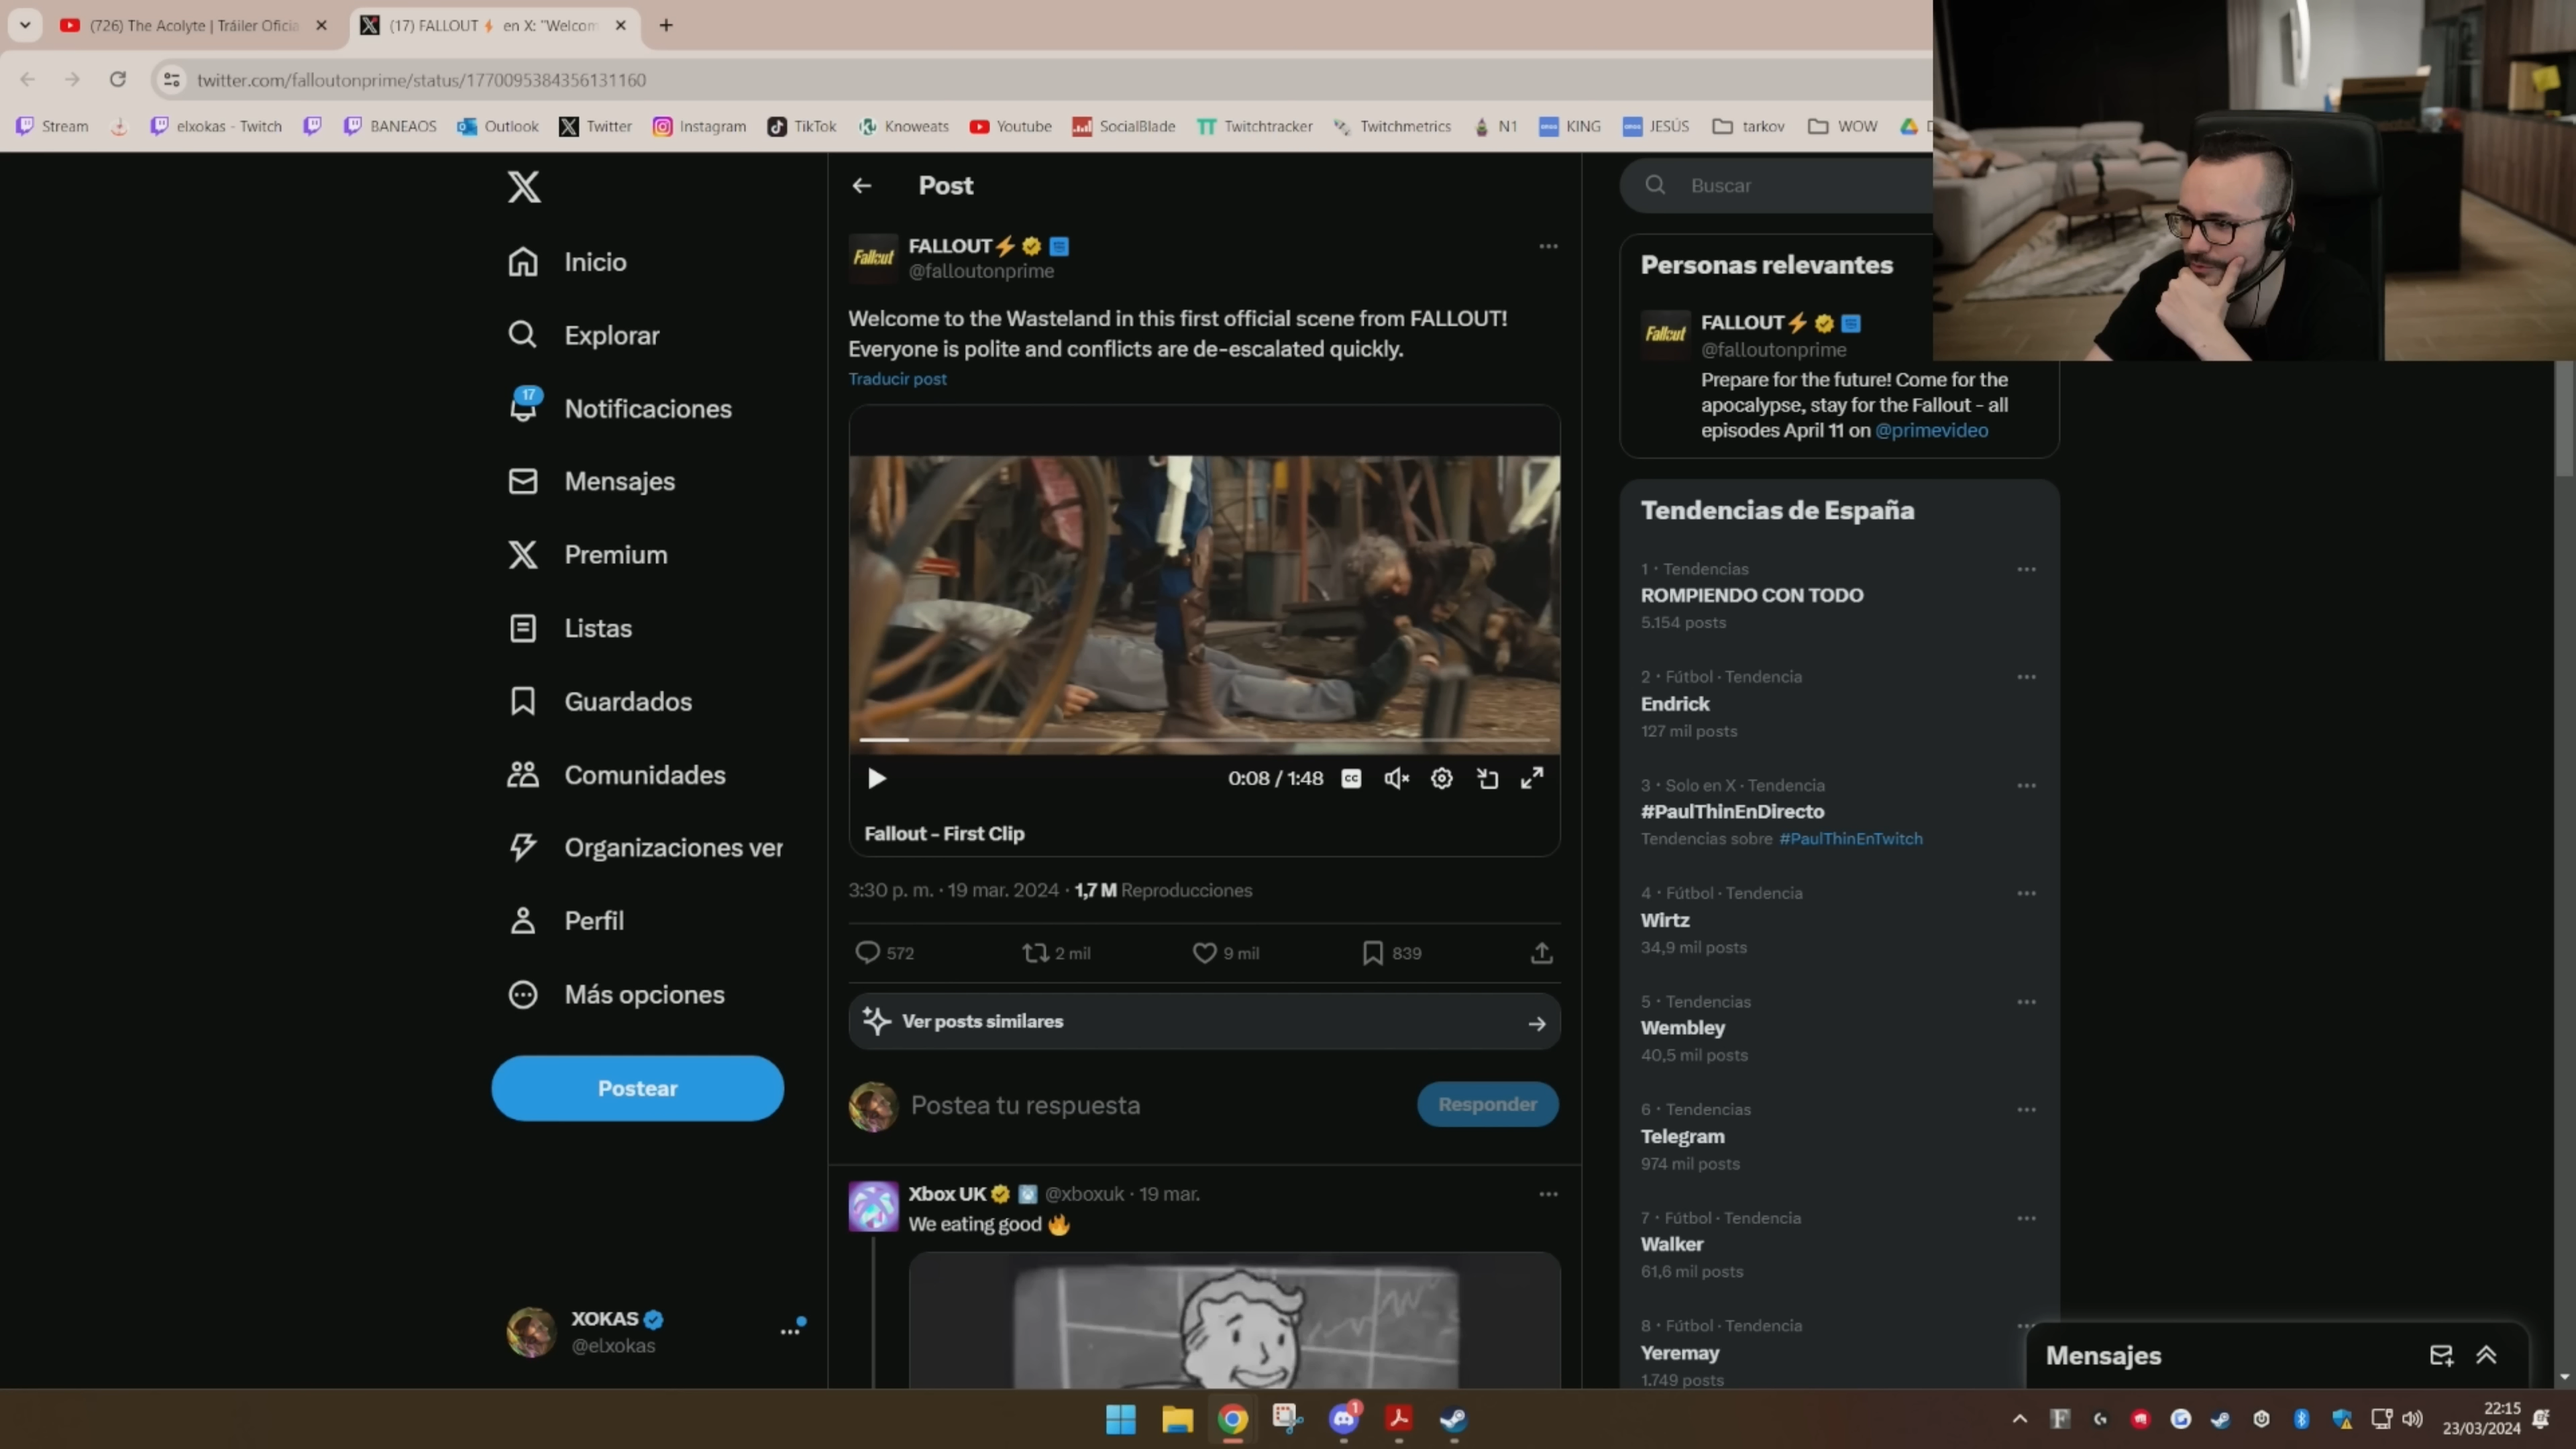 (726) The Acolyte | Tráiler Oficia
(17) FALLOUT⚡ en X: "Welcom
twitter.com/falloutonprime/status/1770095384356131160
Stream
elxokas - Twitch
BANEAOS
Outlook
Twitter
Instagram
TikTok
Knoweats
Youtube
SocialBlade
Twitchtracker
Twitchmetrics
N1
KING
JESÚS
tarkov
WOW
Inicio
Explorar
17
Notificaciones
Mensajes
Premium
Listas
Guardados
Comunidades
Organizaciones ver
Perfil
Más opciones
Postear
XOKAS
@elxokas
Post
Fallout
FALLOUT⚡
@falloutonprime
Welcome to the Wasteland in this first official scene from FALLOUT!
Everyone is polite and conflicts are de-escalated quickly.
Traducir post
0:08 / 1:48
CC
Fallout - First Clip
3:30 p. m. · 19 mar. 2024 · 1,7 M Reproducciones
572
2 mil
9 mil
839
Ver posts similares
Postea tu respuesta
Responder
Xbox UK @xboxuk · 19 mar.
We eating good 🔥
Buscar
Personas relevantes
Fallout
FALLOUT⚡
@falloutonprime
Prepare for the future! Come for the
apocalypse, stay for the Fallout - all
episodes April 11 on @primevideo
Tendencias de España
1 · Tendencias
ROMPIENDO CON TODO
5.154 posts
2 · Fútbol · Tendencia
Endrick
127 mil posts
3 · Solo en X · Tendencia
#PaulThinEnDirecto
Tendencias sobre #PaulThinEnTwitch
4 · Fútbol · Tendencia
Wirtz
34,9 mil posts
5 · Tendencias
Wembley
40,5 mil posts
6 · Tendencias
Telegram
974 mil posts
7 · Fútbol · Tendencia
Walker
61,6 mil posts
8 · Fútbol · Tendencia
Yeremay
1.749 posts
Mensajes
1
22:15
23/03/2024